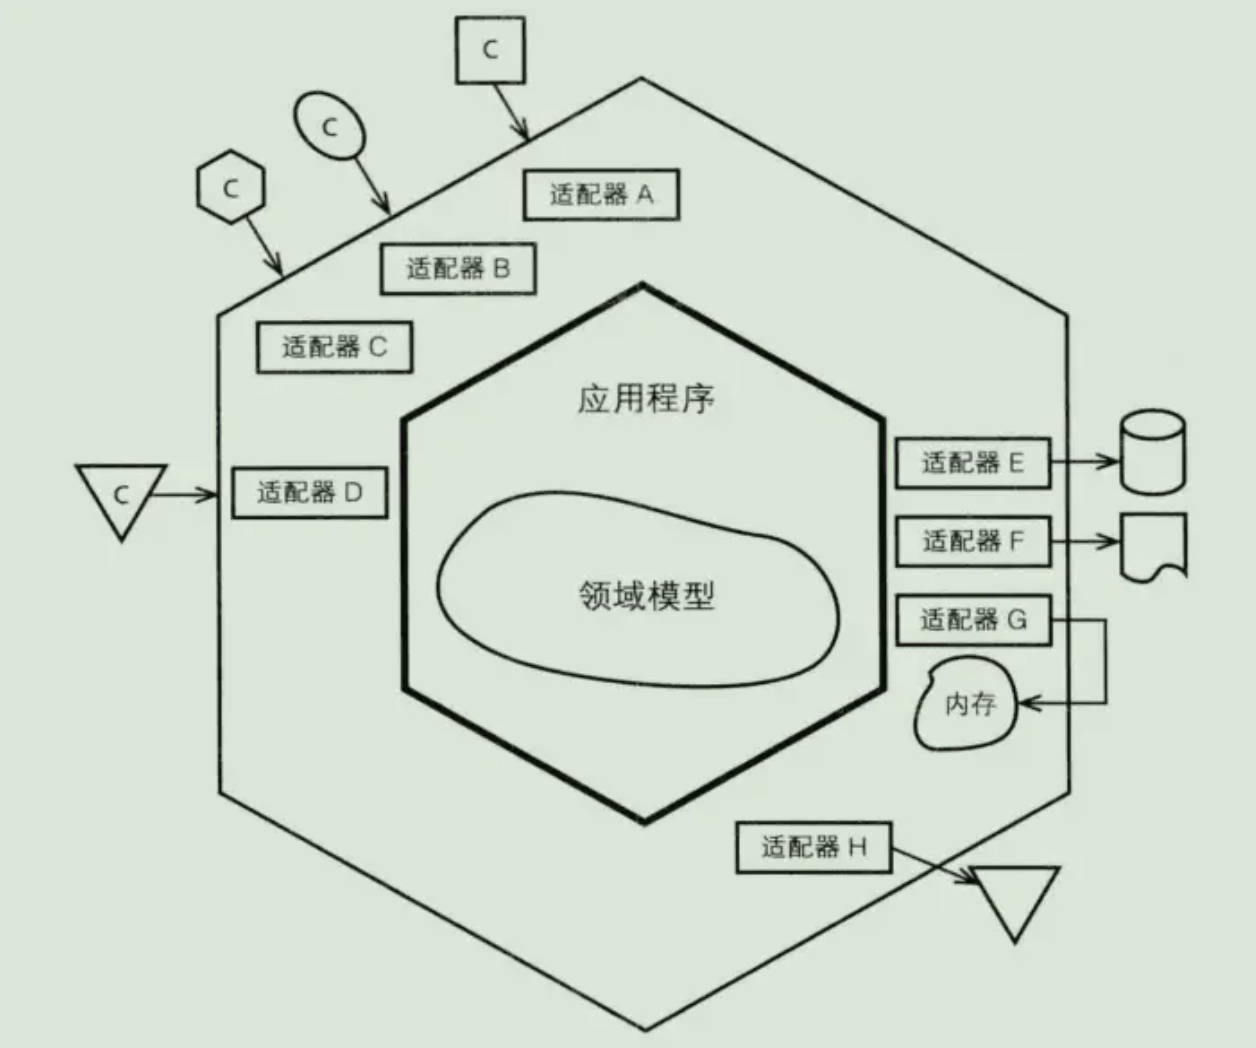 C
C
C
适配器 A
适配器 B
适配器 C
应用程序
适配器 D
C
适配器 E
适配器 F
领域模型
适配器 G
内存
适配器 H